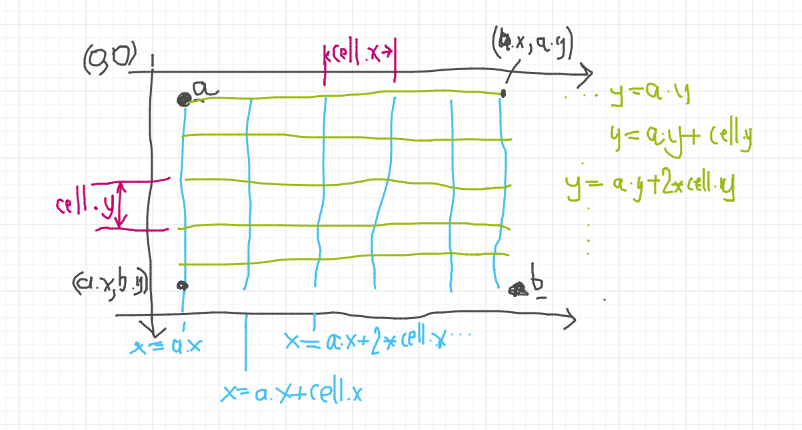 (0,0)
cell.x
(b.x, a.y)
a
... y=a.y
y=a.y+cell.y
y=a.y+2*cell.y
cell.y
(a.x, b.y)
b
x=a.x
x=a.x+2*cell.x...
x=a.x+cell.x